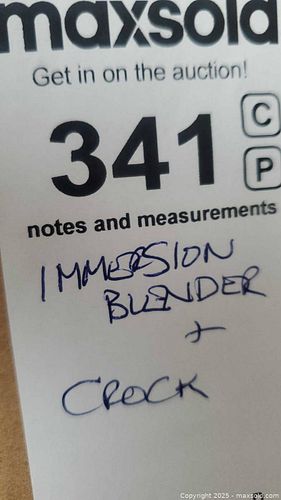 maxsold
Get in on the auction!
341
C
P
notes and measurements
IMMERSION
BLENDER
+
CROCK
Copyright 2025 - maxsold.com